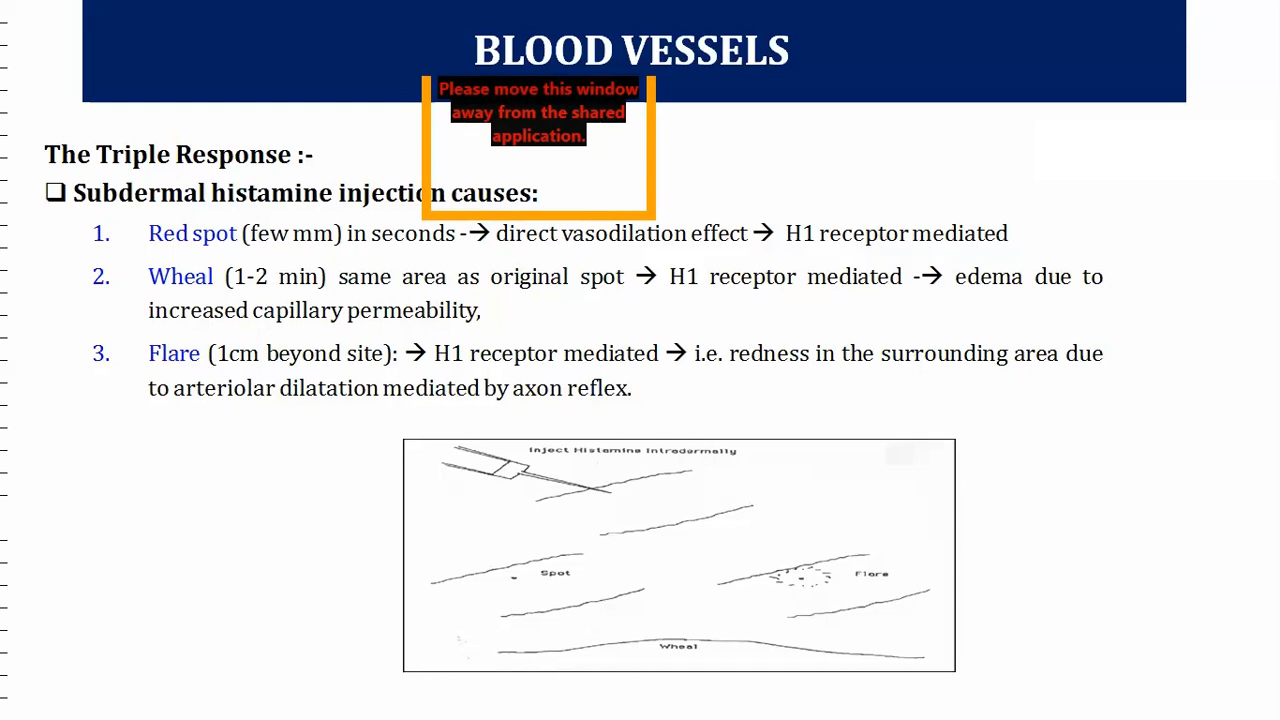 BLOOD VESSELS
Please move this window
away from the shared
application.
The Triple Response :-
❑ Subdermal histamine injection causes:
1. Red spot (few mm) in seconds -→ direct vasodilation effect → H1 receptor mediated
2. Wheal (1-2 min) same area as original spot → H1 receptor mediated -→ edema due to
increased capillary permeability,
3. Flare (1cm beyond site): → H1 receptor mediated → i.e. redness in the surrounding area due
to arteriolar dilatation mediated by axon reflex.
Inject Histamine Intradermally
Spot
Flare
Wheal